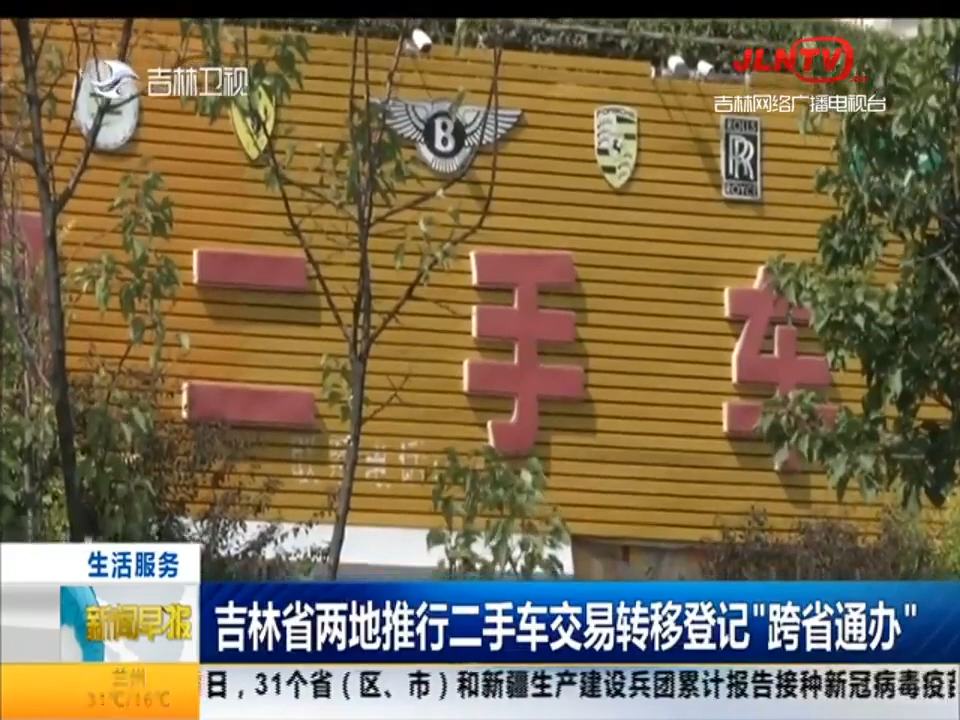 吉林卫视
JLNTV
吉林网络广播电视台
B
ROLLS
RR
ROYCE
二手车
生活服务
新闻早报
吉林省两地推行二手车交易转移登记"跨省通办"
兰州
31℃/16℃
日，31个省（区、市）和新疆生产建设兵团累计报告接种新冠病毒疫苗